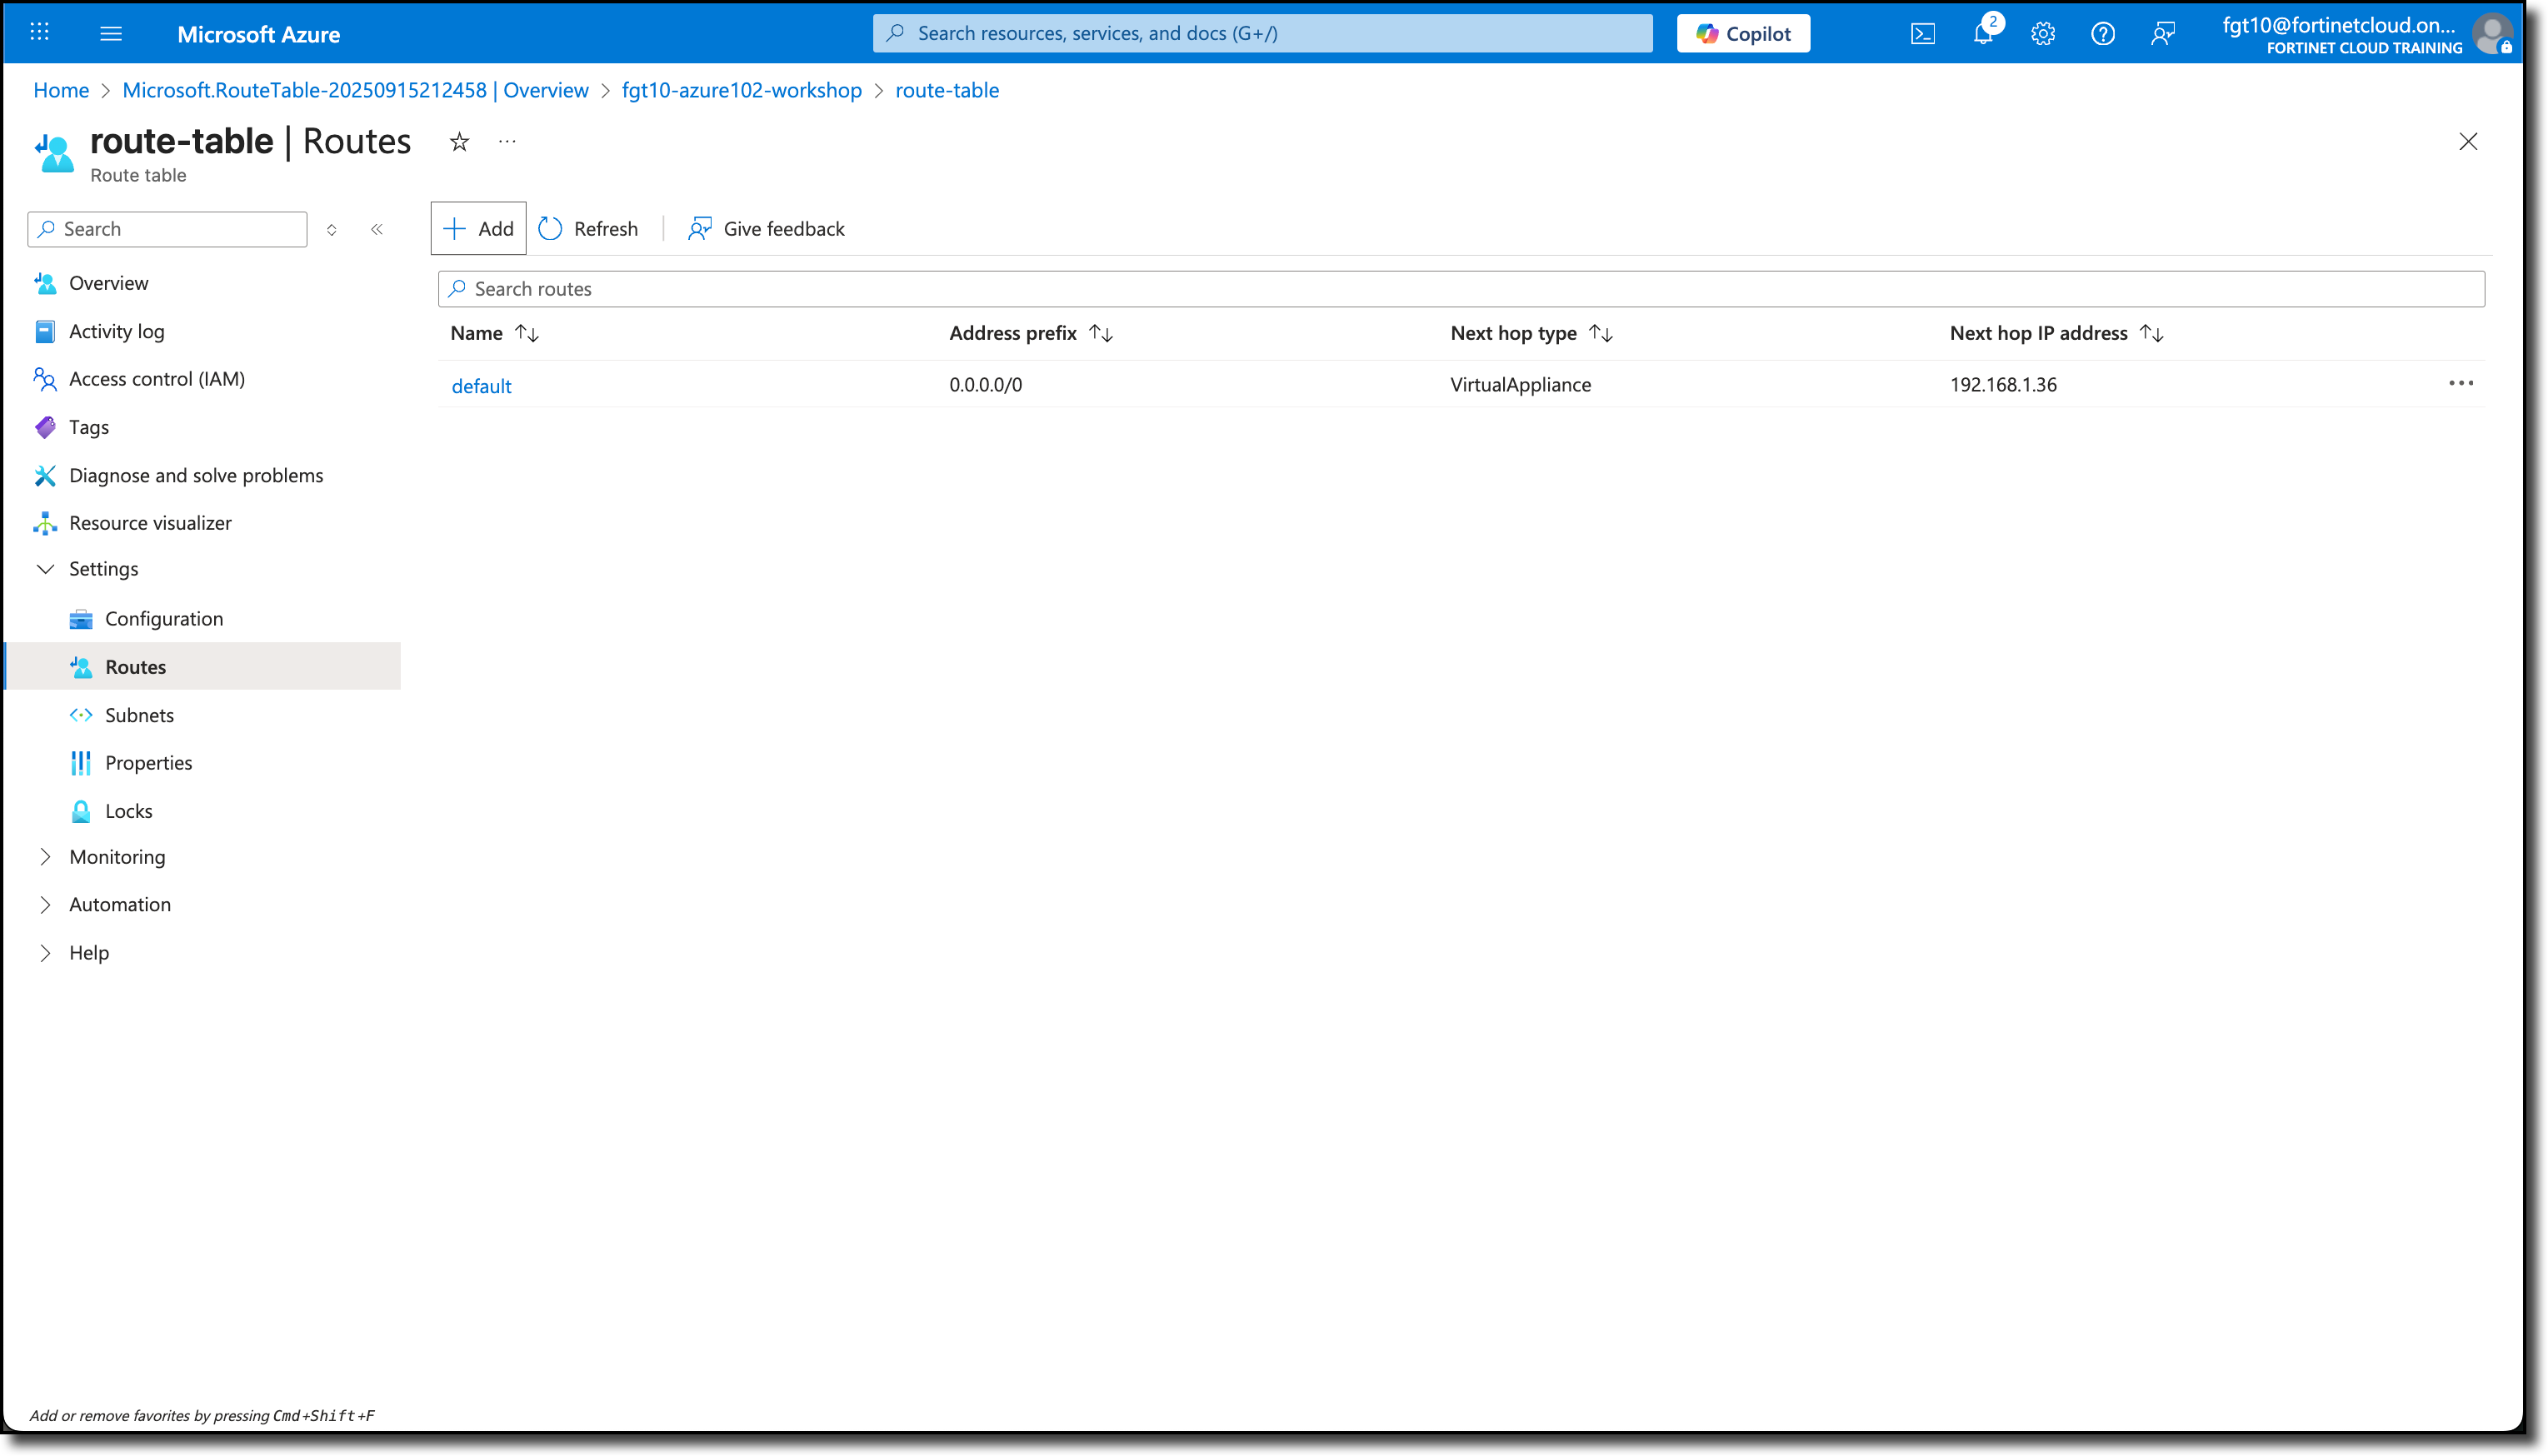 Microsoft Azure
Search resources, services, and docs (G+/)
Copilot
2
fgt10@fortinetcloud.on...
FORTINET CLOUD TRAINING
Home > Microsoft.RouteTable-20250915212458 | Overview > fgt10-azure102-workshop > route-table
route-table | Routes
Route table
Search
Add
Refresh
Give feedback
Search routes
Name
Address prefix
Next hop type
Next hop IP address
default
0.0.0.0/0
VirtualAppliance
192.168.1.36
Overview
Activity log
Access control (IAM)
Tags
Diagnose and solve problems
Resource visualizer
Settings
Configuration
Routes
Subnets
Properties
Locks
Monitoring
Automation
Help
Add or remove favorites by pressing Cmd+Shift+F